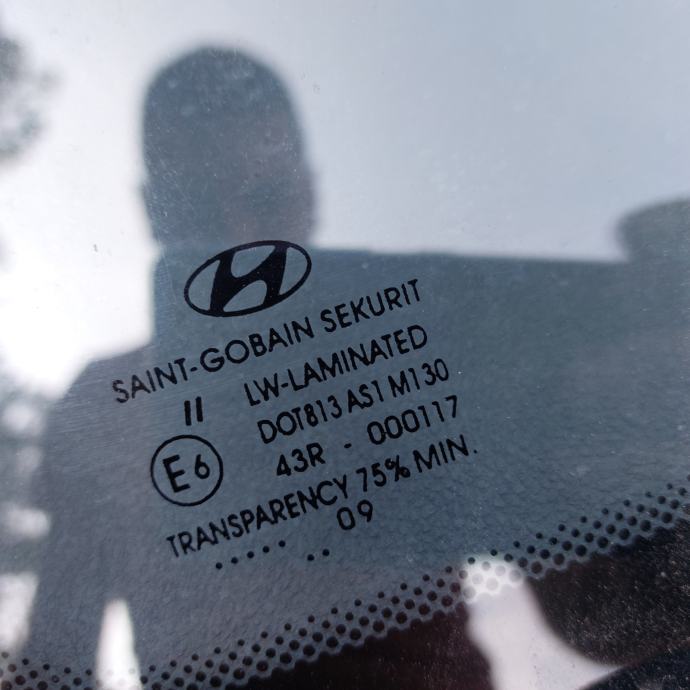 SAINT-GOBAIN SEKURIT
II LW-LAMINATED
DOT813 AS1 M130
E6 43R - 000117
TRANSPARENCY 75% MIN.
..... 09 ..